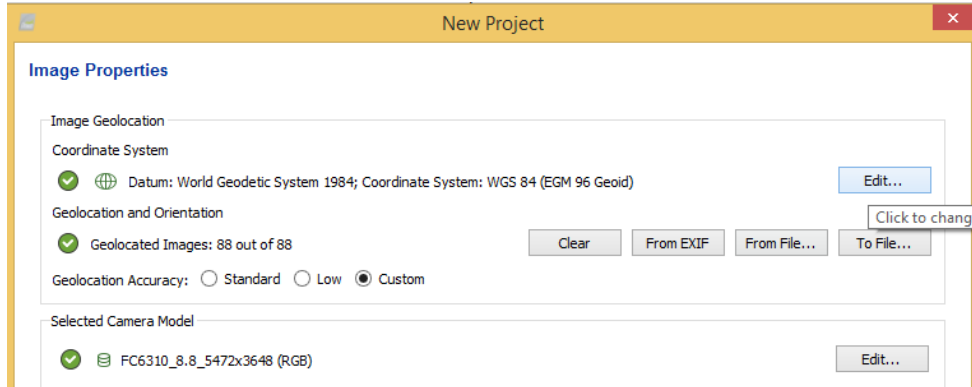 New Project
Image Properties
Image Geolocation
Coordinate System
Datum: World Geodetic System 1984; Coordinate System: WGS 84 (EGM 96 Geoid)
Edit...
Geolocation and Orientation
Click to chang
Geolocated Images: 88 out of 88
Clear
From EXIF
From File...
To File...
Geolocation Accuracy: Standard Low Custom
Selected Camera Model
FC6310_8.8_5472x3648 (RGB)
Edit...